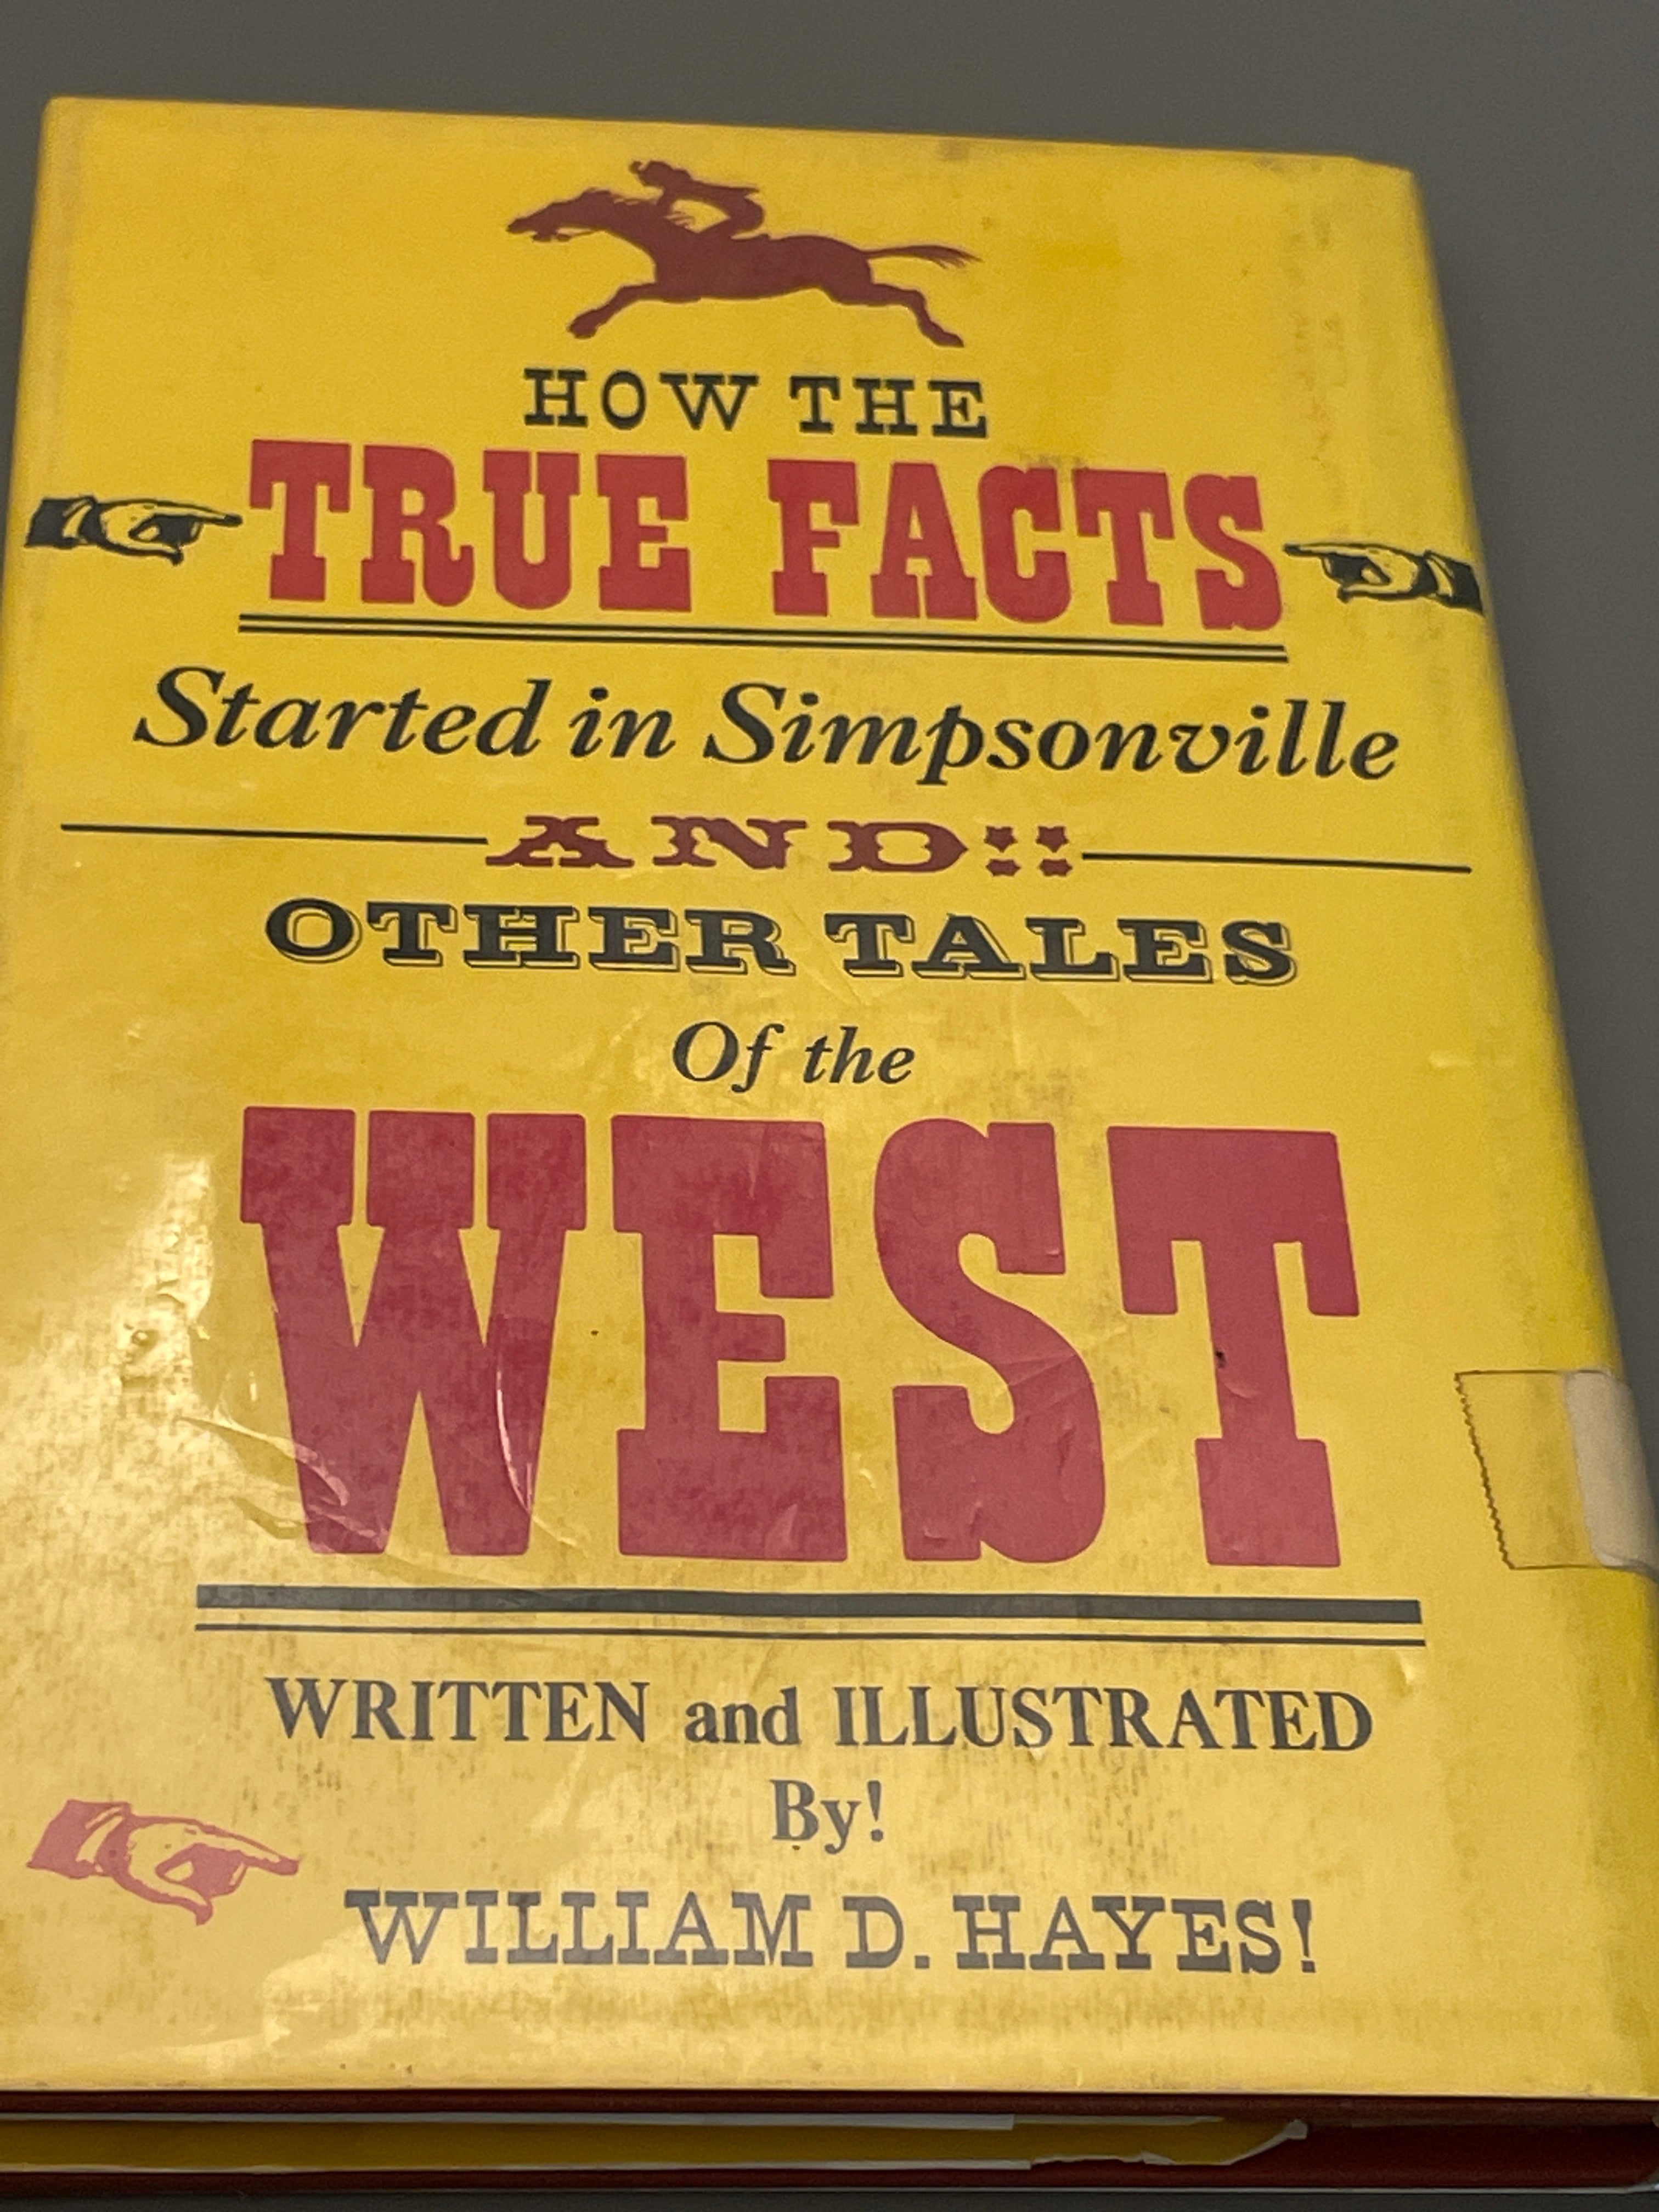 HOW THE
TRUE FACTS
Started in Simpsonville
AND!!
OTHER TALES
Of the
WEST
WRITTEN and ILLUSTRATED
By!
WILLIAM D. HAYES!